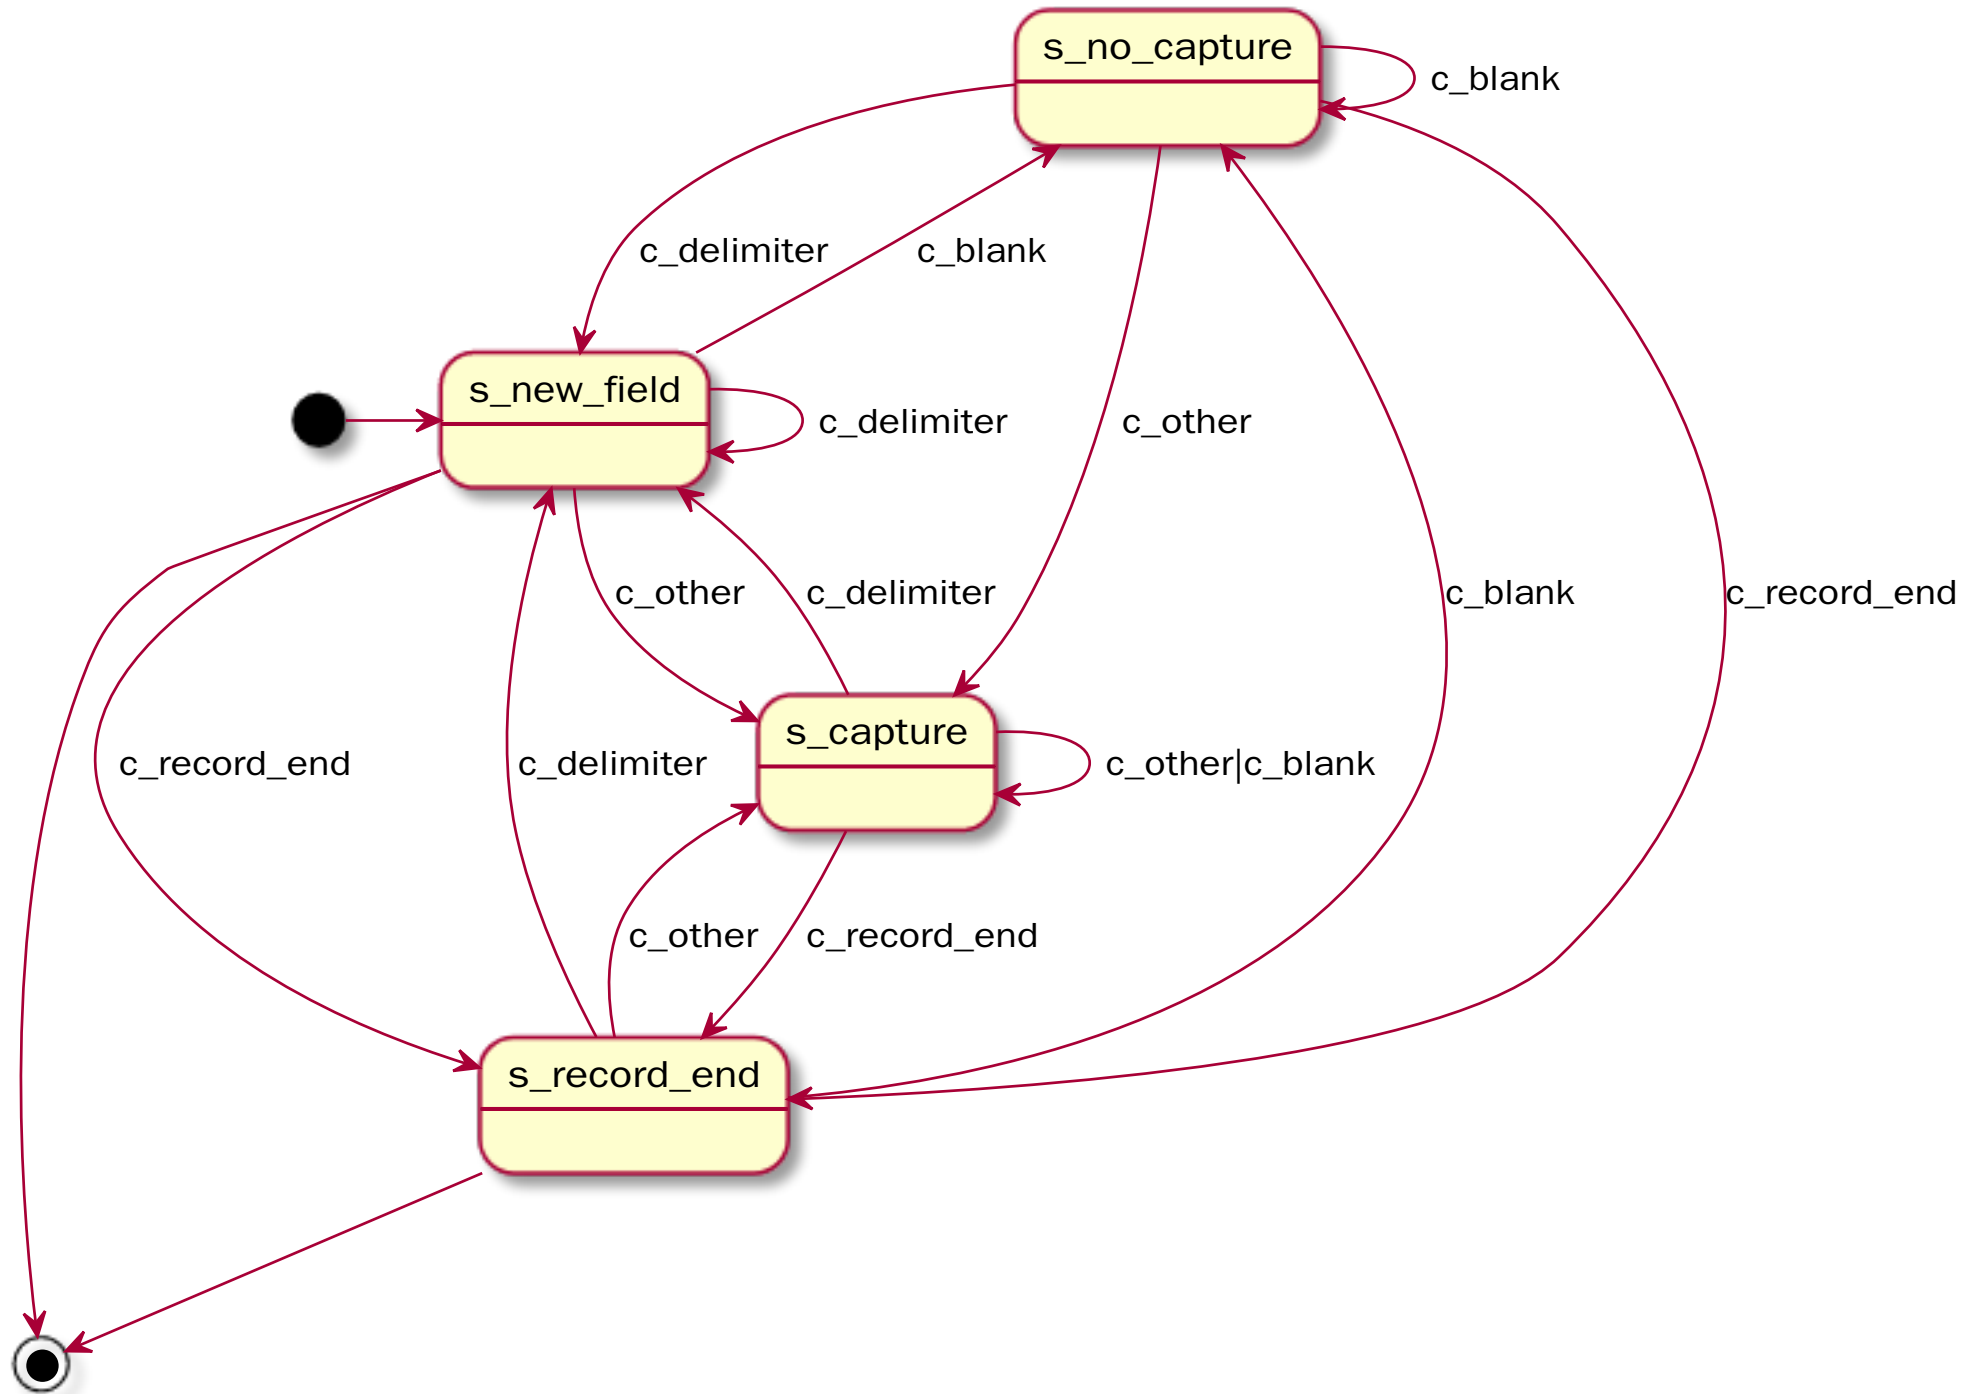 s_no_capture
c_blank
c_delimiter
c_blank
s_new_field
c_delimiter
c_other
c_other
c_delimiter
c_blank
c_record_end
s_capture
c_record_end
c_delimiter
c_other|c_blank
c_other
c_record_end
s_record_end